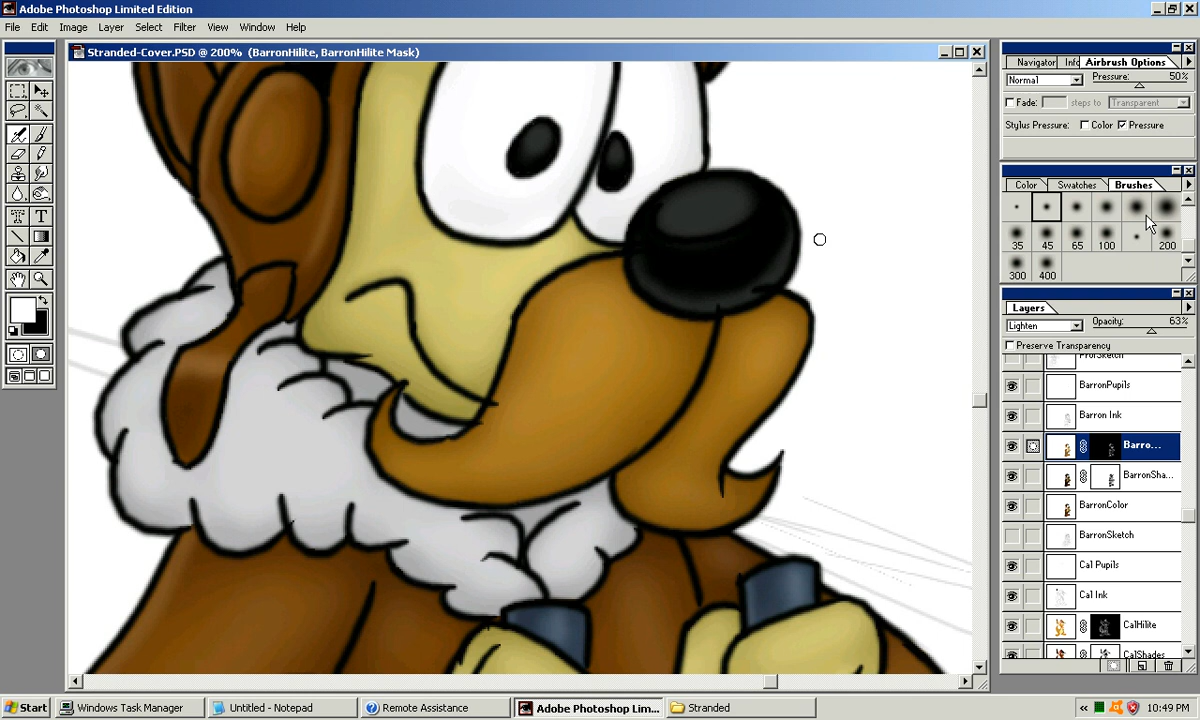 Adobe Photoshop Limited Edition
File Edit Image Layer Select Filter View Window Help
Stranded-Cover.PSD @ 200% (BarronHilite, BarronHilite Mask)
Navigator Info Airbrush Options
Normal Pressure: 50%
Fade: steps to Transparent
Stylus Pressure: Color Pressure
Color Swatches Brushes
35 45 65 100 200
300 400
Layers
Lighten Opacity: 63%
Preserve Transparency
ProfSketch
BarronPupils
Barron Ink
Barro...
BarronSha...
BarronColor
BarronSketch
Cal Pupils
Cal Ink
CalHilite
CalShades
Start Windows Task Manager Untitled - Notepad Remote Assistance Adobe Photoshop Lim... Stranded « 10:49 PM